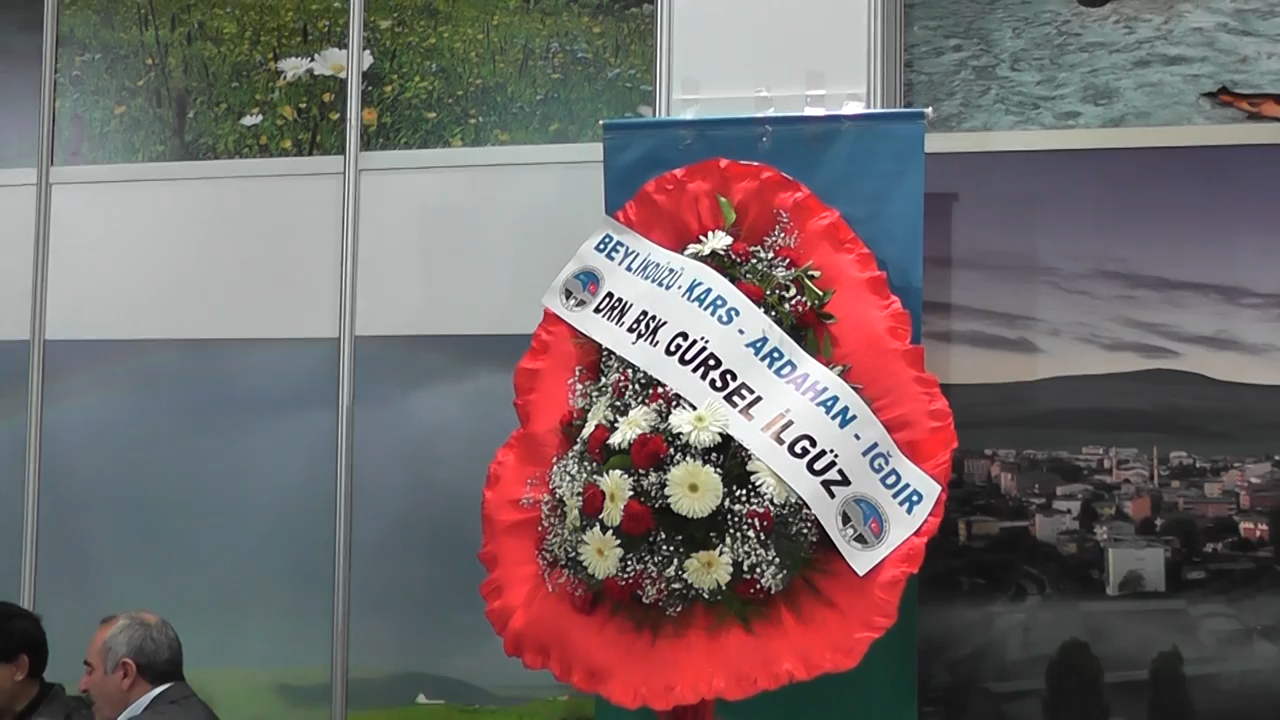 BEYLİKDÜZÜ - KARS - ARDAHAN - IĞDIR
DRN. BŞK. GÜRSEL İLGÜZ